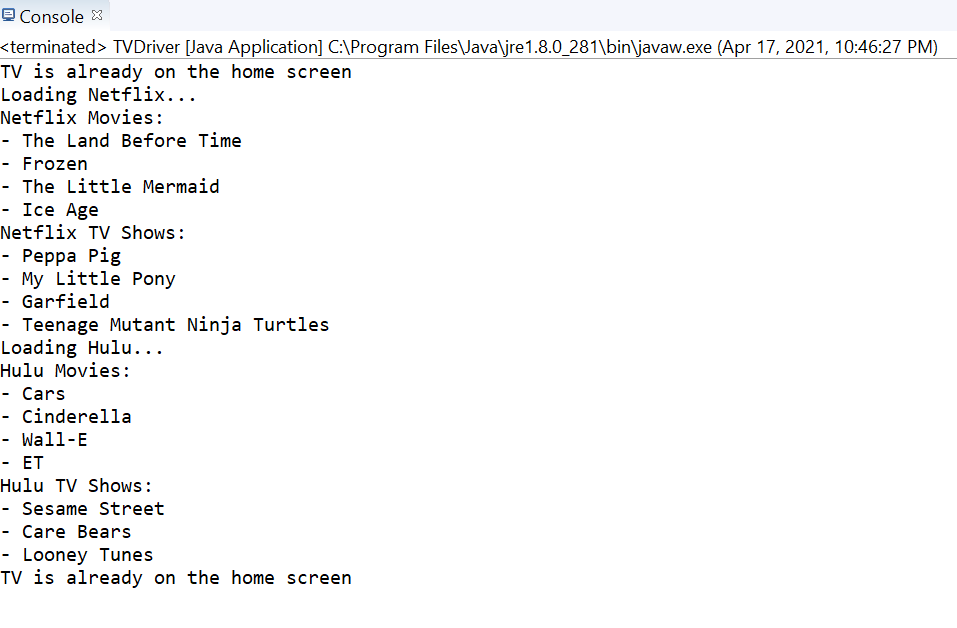 Console
<terminated> TVDriver [Java Application] C:\Program Files\Java\jre1.8.0_281\bin\javaw.exe (Apr 17, 2021, 10:46:27 PM)
TV is already on the home screen
Loading Netflix...
Netflix Movies:
- The Land Before Time
- Frozen
- The Little Mermaid
- Ice Age
Netflix TV Shows:
- Peppa Pig
- My Little Pony
- Garfield
- Teenage Mutant Ninja Turtles
Loading Hulu...
Hulu Movies:
- Cars
- Cinderella
- Wall-E
- ET
Hulu TV Shows:
- Sesame Street
- Care Bears
- Looney Tunes
TV is already on the home screen